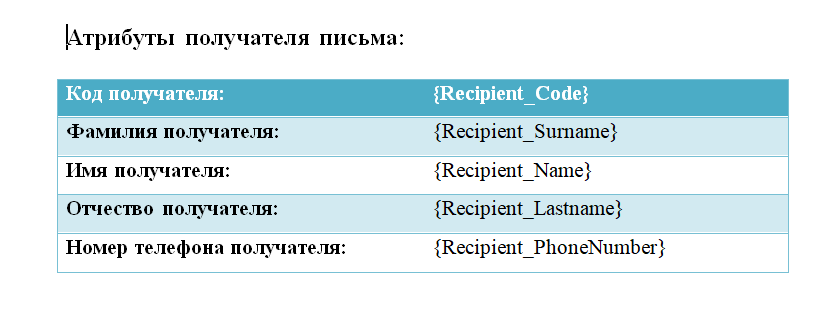 Атрибуты получателя письма:
Код получателя: {Recipient_Code}
Фамилия получателя: {Recipient_Surname}
Имя получателя: {Recipient_Name}
Отчество получателя: {Recipient_Lastname}
Номер телефона получателя: {Recipient_PhoneNumber}